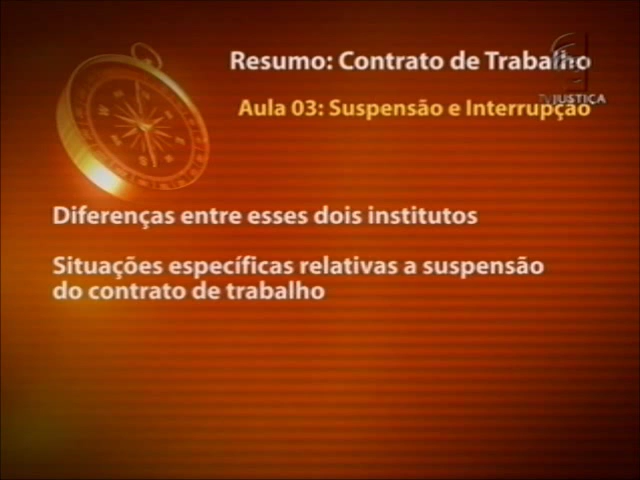 Resumo: Contrato de Trabalho
TV JUSTIÇA
Aula 03: Suspensão e Interrupção
Diferenças entre esses dois institutos
Situações específicas relativas a suspensão
do contrato de trabalho